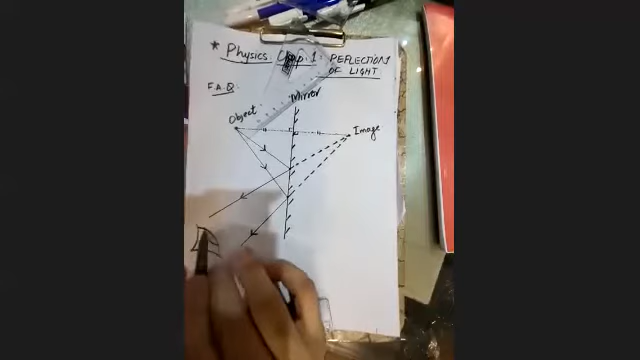 * Physics Chap. 1: REFLECTION
OF LIGHT
F.A.Q
Object
Mirror
Image